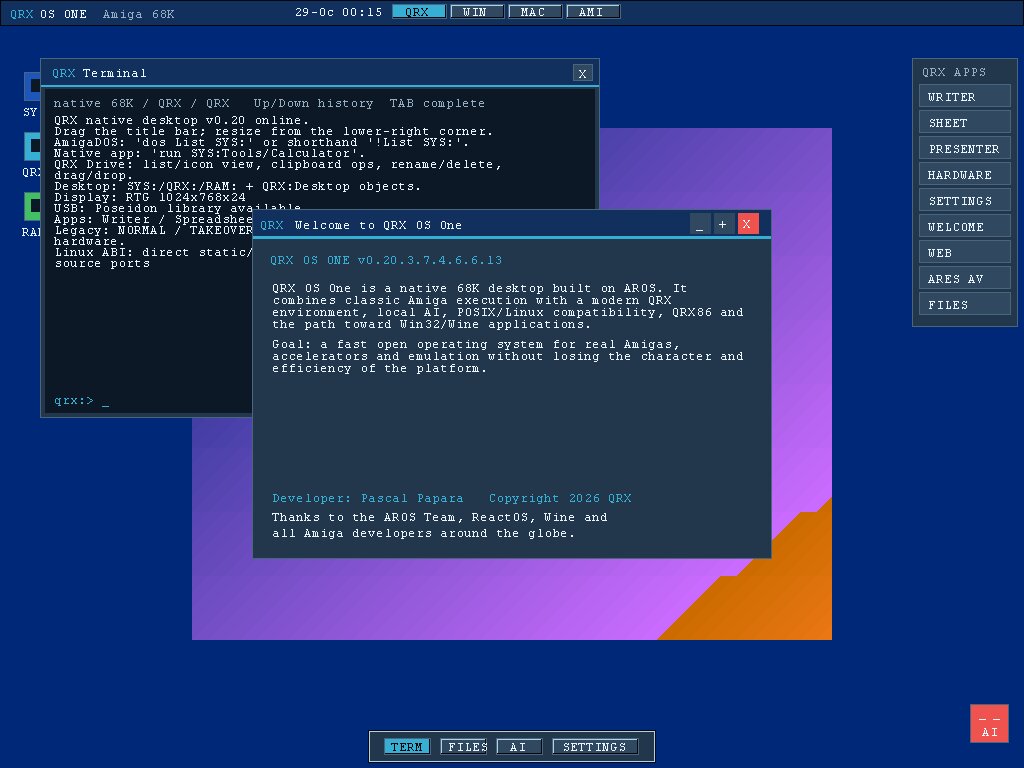 QRX OS ONE Amiga 68K 29-Oc 00:15 QRX WIN MAC AMI
QRX Terminal X
native 68K / QRX / QRX Up/Down history TAB complete
QRX native desktop v0.20 online.
Drag the title bar; resize from the lower-right corner.
AmigaDOS: 'dos List SYS:' or shorthand '!List SYS:'.
Native app: 'run SYS:Tools/Calculator'.
QRX Drive: list/icon view, clipboard ops, rename/delete,
drag/drop.
Desktop: SYS:/QRX:/RAM: + QRX:Desktop objects.
Display: RTG 1024x768x24
USB: Poseidon library available
Apps: Writer / Spreadshee
Legacy: NORMAL / TAKEOVER
hardware.
Linux ABI: direct static/
source ports
qrx:> _
SY
QRX
RAM
QRX Welcome to QRX OS One _ + X
QRX OS ONE v0.20.3.7.4.6.6.13
QRX OS One is a native 68K desktop built on AROS. It
combines classic Amiga execution with a modern QRX
environment, local AI, POSIX/Linux compatibility, QRX86 and
the path toward Win32/Wine applications.
Goal: a fast open operating system for real Amigas,
accelerators and emulation without losing the character and
efficiency of the platform.
Developer: Pascal Papara Copyright 2026 QRX
Thanks to the AROS Team, ReactOS, Wine and
all Amiga developers around the globe.
QRX APPS
WRITER
SHEET
PRESENTER
HARDWARE
SETTINGS
WELCOME
WEB
ARES AV
FILES
TERM FILES AI SETTINGS
- -
AI